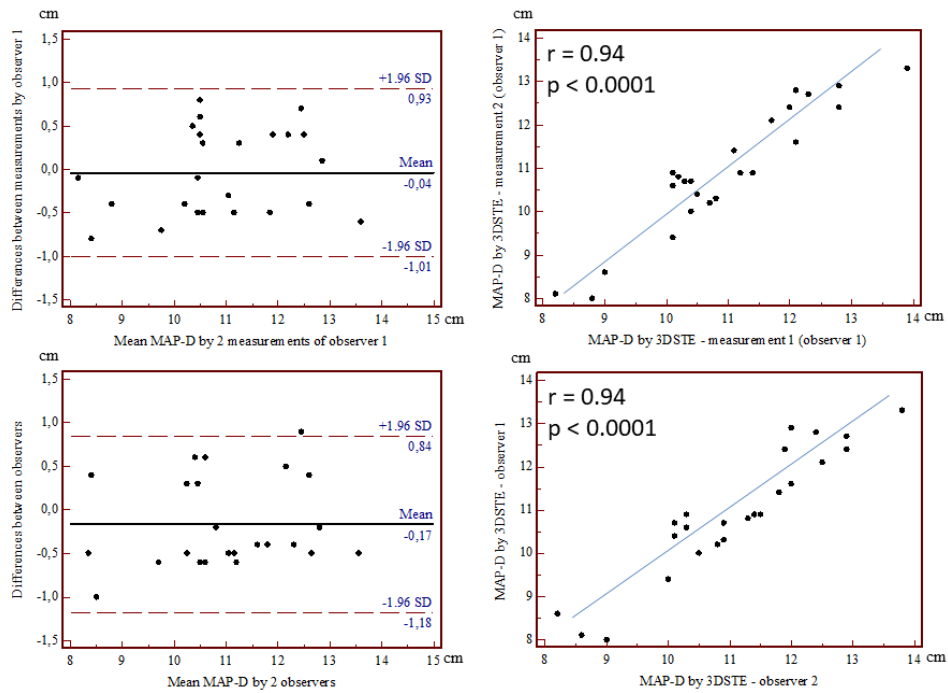 cm
Differences between measurements by observer 1
1,5
1,0
0,5
0,0
-0,5
-1,0
-1,5
+1.96 SD
0,93
Mean
-0,04
-1.96 SD
-1,01
8 9 10 11 12 13 14 15 cm
Mean MAP-D by 2 measurements of observer 1
cm
MAP-D by 3DSTE - measurement 2 (observer 1)
14
13
12
11
10
9
8
r = 0.94
p < 0.0001
8 9 10 11 12 13 14 cm
MAP-D by 3DSTE - measurement 1 (observer 1)
cm
Differences between observers
1,5
1,0
0,5
0,0
-0,5
-1,0
-1,5
+1.96 SD
0,84
Mean
-0,17
-1.96 SD
-1,18
8 9 10 11 12 13 14 15 cm
Mean MAP-D by 2 observers
cm
MAP-D by 3DSTE - observer 1
14
13
12
11
10
9
8
r = 0.94
p < 0.0001
8 9 10 11 12 13 14 cm
MAP-D by 3DSTE - observer 2